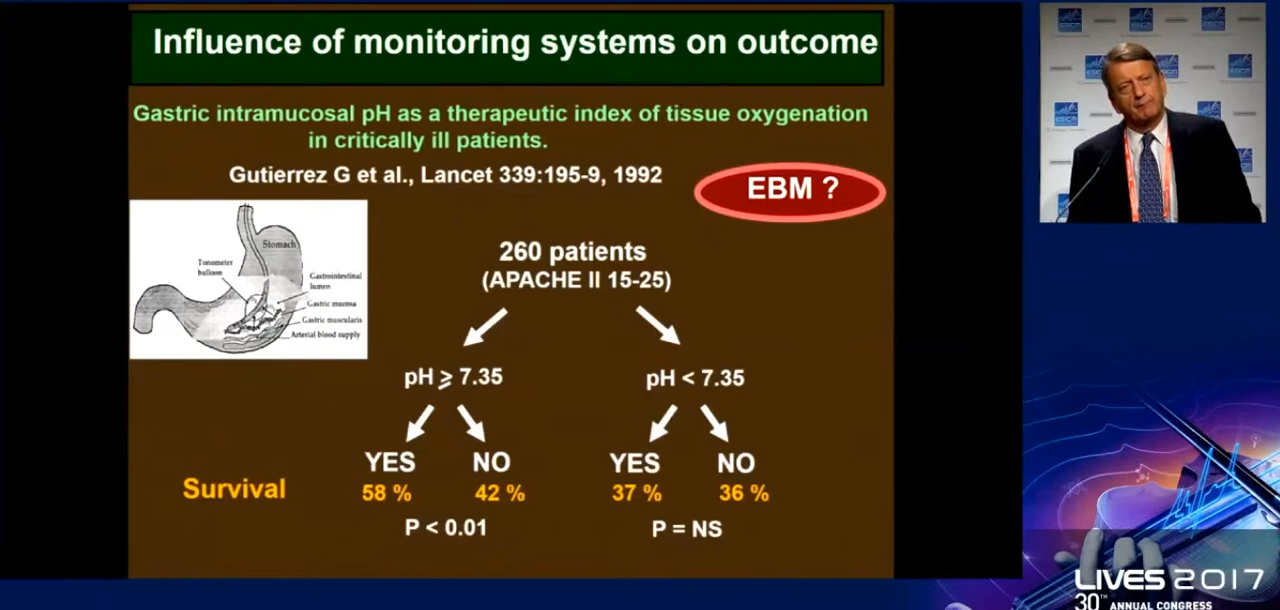 Influence of monitoring systems on outcome
Gastric intramucosal pH as a therapeutic index of tissue oxygenation
in critically ill patients.
Gutierrez G et al., Lancet 339:195-9, 1992
EBM ?
Stomach
Tonometer
balloon
Gastrointestinal
lumen
Gastric mucosa
Gastric muscularis
Arterial blood supply
260 patients
(APACHE II 15-25)
pH ≥ 7.35
pH < 7.35
YES
NO
YES
NO
Survival
58 %
42 %
37 %
36 %
P < 0.01
P = NS
LIVES 2017
30TH ANNUAL CONGRESS